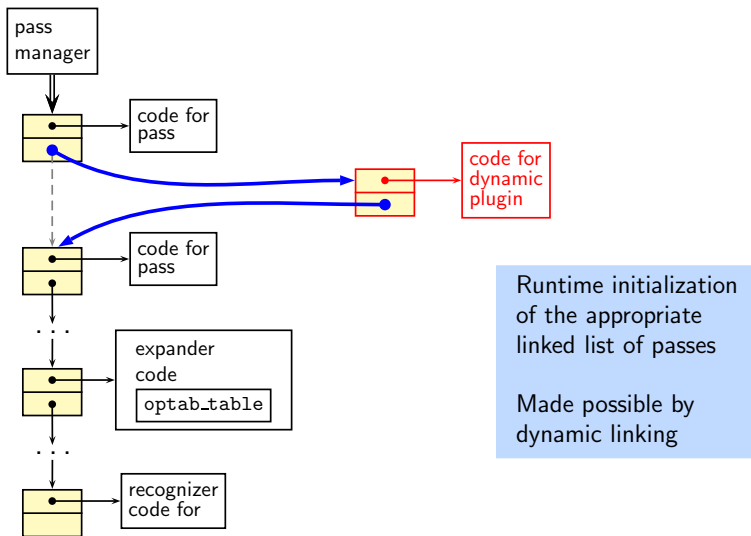 pass
manager
code for
pass
code for
dynamic
plugin
code for
pass
Runtime initialization
of the appropriate
linked list of passes
Made possible by
dynamic linking
. . .
expander
code
optab_table
. . .
recognizer
code for